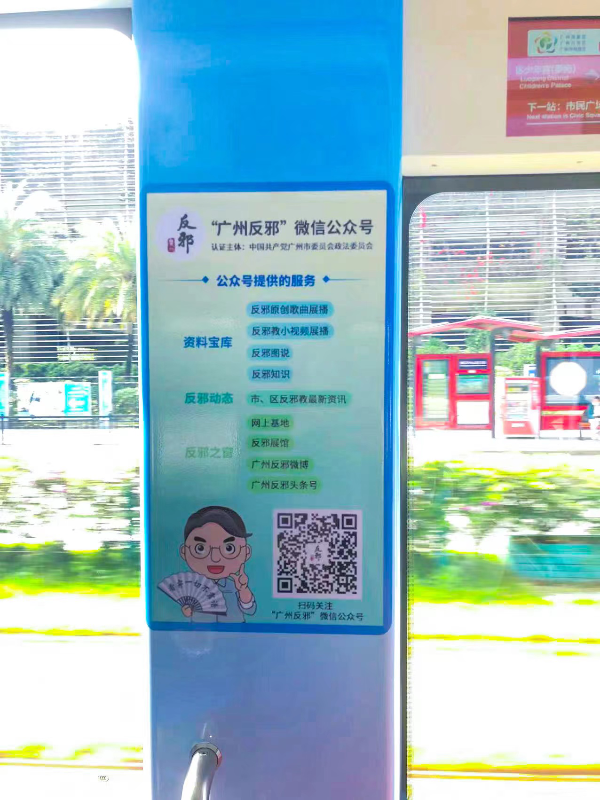 反邪
“广州反邪”微信公众号
认证主体：中国共产党广州市委员会政法委员会
公众号提供的服务
资料宝库
反邪原创歌曲展播
反邪教小视频展播
反邪图说
反邪知识
反邪动态
市、区反邪教最新资讯
反邪之窗
网上基地
反邪展馆
广州反邪微博
广州反邪头条号
反邪
扫码关注
“广州反邪”微信公众号
Children's Palace
下一站：市民广场
Next station is Civic Squa